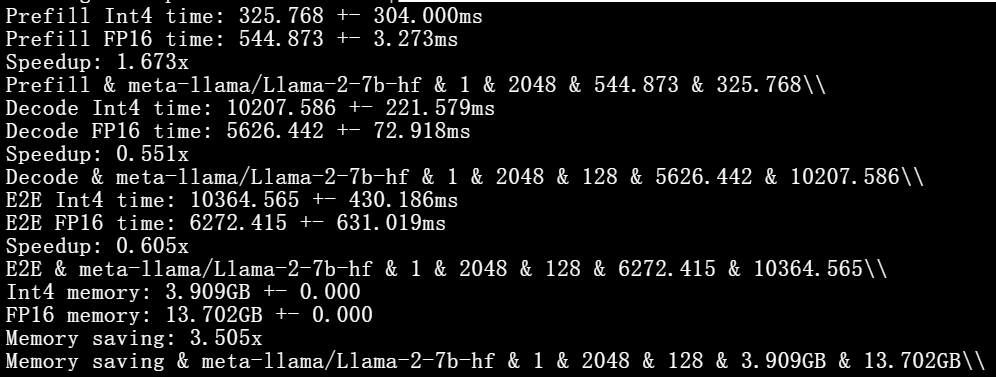 Prefill Int4 time: 325.768 +- 304.000ms
Prefill FP16 time: 544.873 +- 3.273ms
Speedup: 1.673x
Prefill & meta-llama/Llama-2-7b-hf & 1 & 2048 & 544.873 & 325.768\\
Decode Int4 time: 10207.586 +- 221.579ms
Decode FP16 time: 5626.442 +- 72.918ms
Speedup: 0.551x
Decode & meta-llama/Llama-2-7b-hf & 1 & 2048 & 128 & 5626.442 & 10207.586\\
E2E Int4 time: 10364.565 +- 430.186ms
E2E FP16 time: 6272.415 +- 631.019ms
Speedup: 0.605x
E2E & meta-llama/Llama-2-7b-hf & 1 & 2048 & 128 & 6272.415 & 10364.565\\
Int4 memory: 3.909GB +- 0.000
FP16 memory: 13.702GB +- 0.000
Memory saving: 3.505x
Memory saving & meta-llama/Llama-2-7b-hf & 1 & 2048 & 128 & 3.909GB & 13.702GB\\